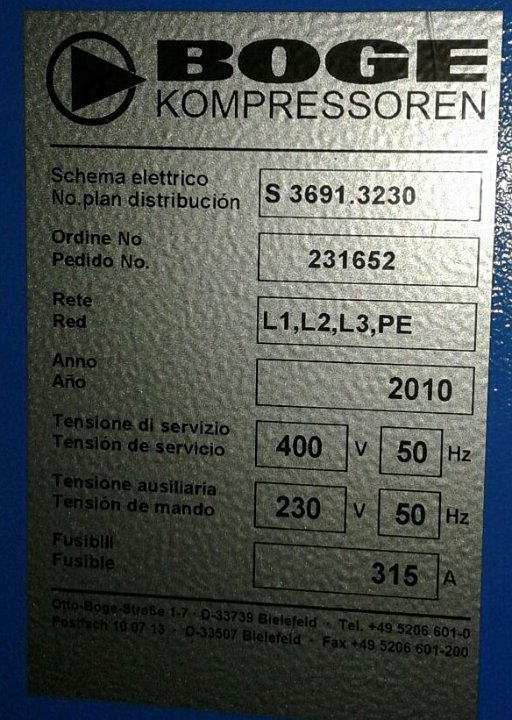 BOGE
KOMPRESSOREN
Schema elettrico
No.plan distribución
S 3691.3230
Ordine No
Pedido No.
231652
Rete
Red
L1,L2,L3,PE
Anno
Año
2010
Tensione di servizio
Tensión de servicio
400 V 50 Hz
Tensione ausiliaria
Tensión de mando
230 V 50 Hz
Fusibili
Fusible
315 A
Otto-Boge-Straße 1-7 · D-33739 Bielefeld · Tel. +49 5206 601-0
Postfach 10 07 13 · D-33507 Bielefeld · Fax +49 5206 601-200